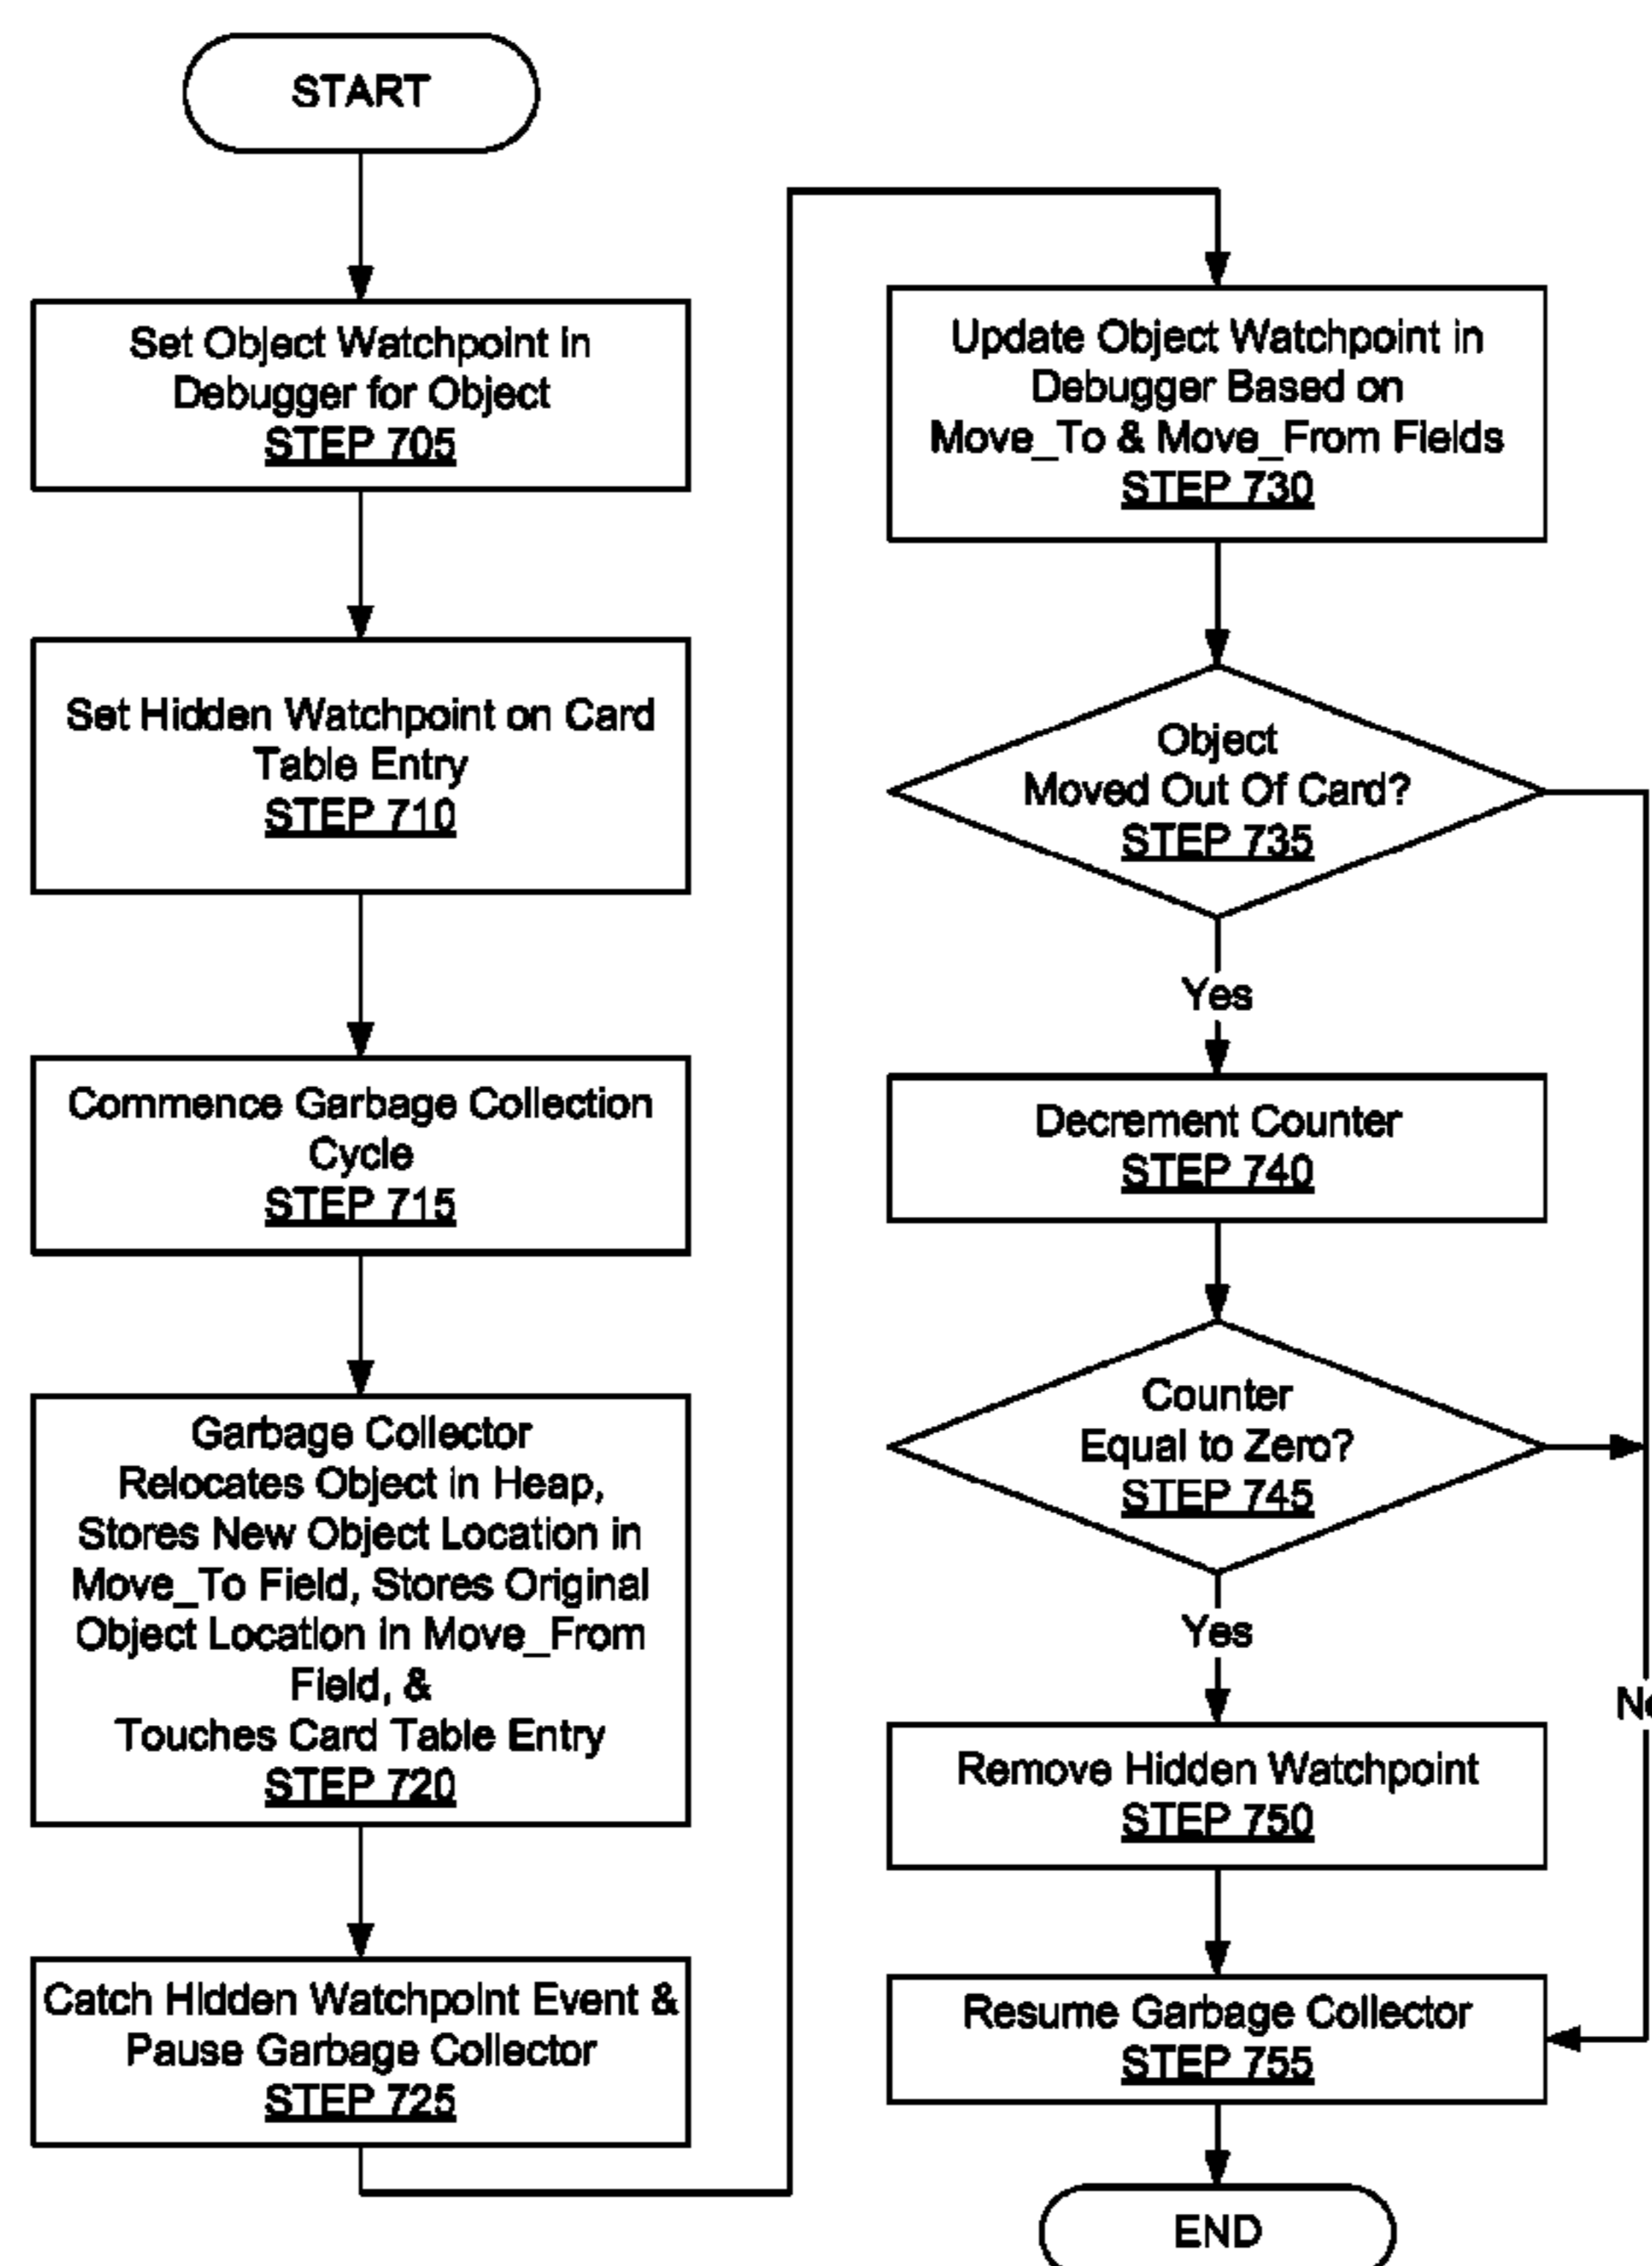 START
Set Object Watchpoint in
Debugger for Object
STEP 705
Set Hidden Watchpoint on Card
Table Entry
STEP 710
Commence Garbage Collection
Cycle
STEP 715
Garbage Collector
Relocates Object in Heap,
Stores New Object Location in
Move_To Field, Stores Original
Object Location in Move_From
Field, &
Touches Card Table Entry
STEP 720
Catch Hidden Watchpoint Event &
Pause Garbage Collector
STEP 725
Update Object Watchpoint in
Debugger Based on
Move_To & Move_From Fields
STEP 730
Object
Moved Out Of Card?
STEP 735
Yes
Decrement Counter
STEP 740
Counter
Equal to Zero?
STEP 745
Yes
Remove Hidden Watchpoint
STEP 750
Resume Garbage Collector
STEP 755
END